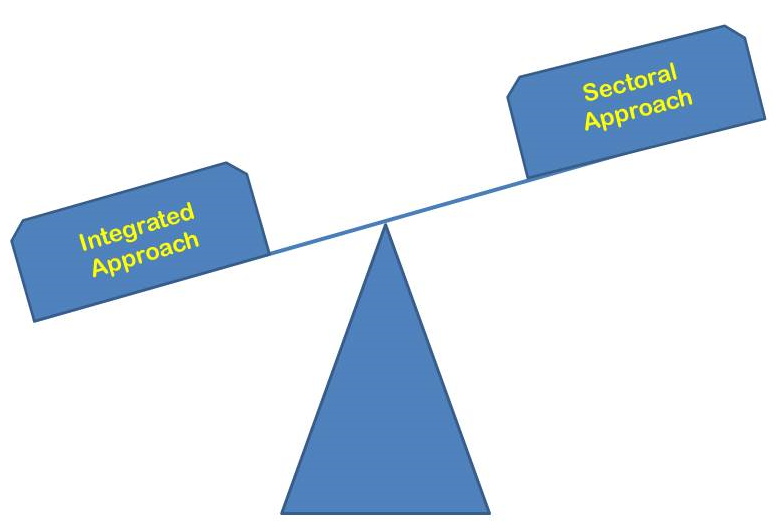 Integrated
Approach
Sectoral
Approach